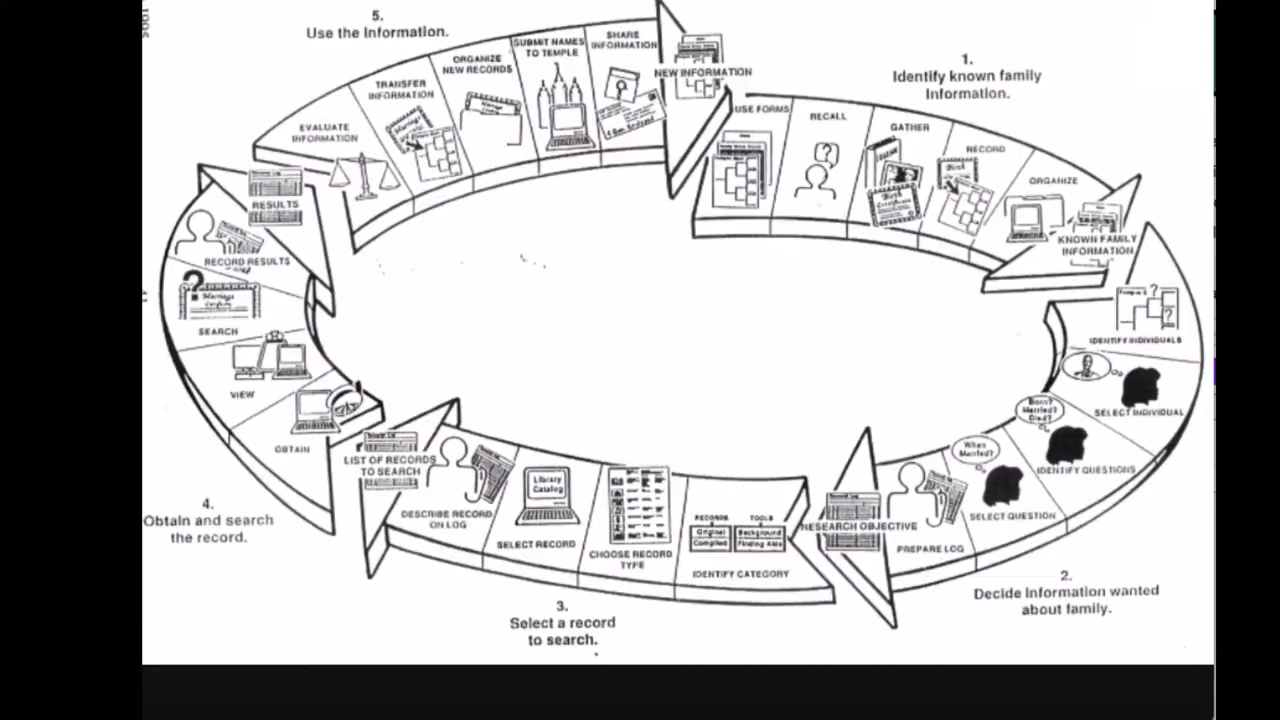 5.
Use the Information.
EVALUATE
INFORMATION
TRANSFER
INFORMATION
ORGANIZE
NEW RECORDS
SUBMIT NAMES
TO TEMPLE
SHARE
INFORMATION
NEW INFORMATION
1.
Identify known family
Information.
USE FORMS
RECALL
?
GATHER
Birth
Certificate
RECORD
Birth
ORGANIZE
KNOWN FAMILY
INFORMATION
?
?
IDENTIFY INDIVIDUALS
SELECT INDIVIDUAL
Born?
Married?
Died?
IDENTIFY QUESTIONS
When
Married?
SELECT QUESTION
PREPARE LOG
RESEARCH OBJECTIVE
2.
Decide Information wanted
about family.
RECORDS
TOOLS
Original
Compiled
Background
Finding Aids
IDENTIFY CATEGORY
CHOOSE RECORD
TYPE
Library
Catalog
SELECT RECORD
DESCRIBE RECORD
ON LOG
LIST OF RECORDS
TO SEARCH
3.
Select a record
to search.
OBTAIN
VIEW
?
Marriage
SEARCH
RECORD RESULTS
RESULTS
4.
Obtain and search
the record.